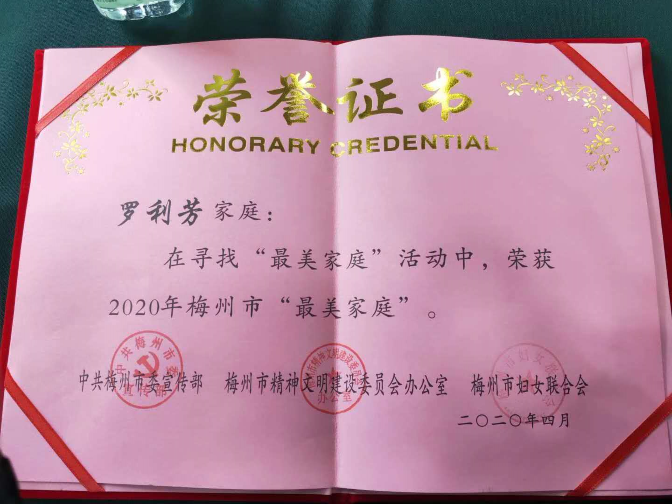 荣誉证书
HONORARY CREDENTIAL
罗利芳家庭：
在寻找“最美家庭”活动中，荣获
2020年梅州市“最美家庭”。
中共梅州市委宣传部 梅州市精神文明建设委员会办公室 梅州市妇女联合会
二〇二〇年四月